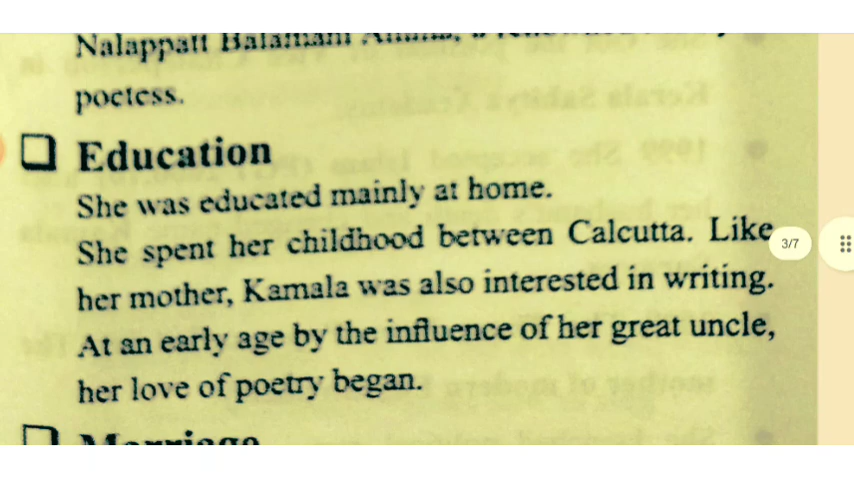 Nalappatt Balamani Amma, a
poetess.
Education
She was educated mainly at home.
She spent her childhood between Calcutta. Like
her mother, Kamala was also interested in writing.
At an early age by the influence of her great uncle,
her love of poetry began.
Marriage
3/7